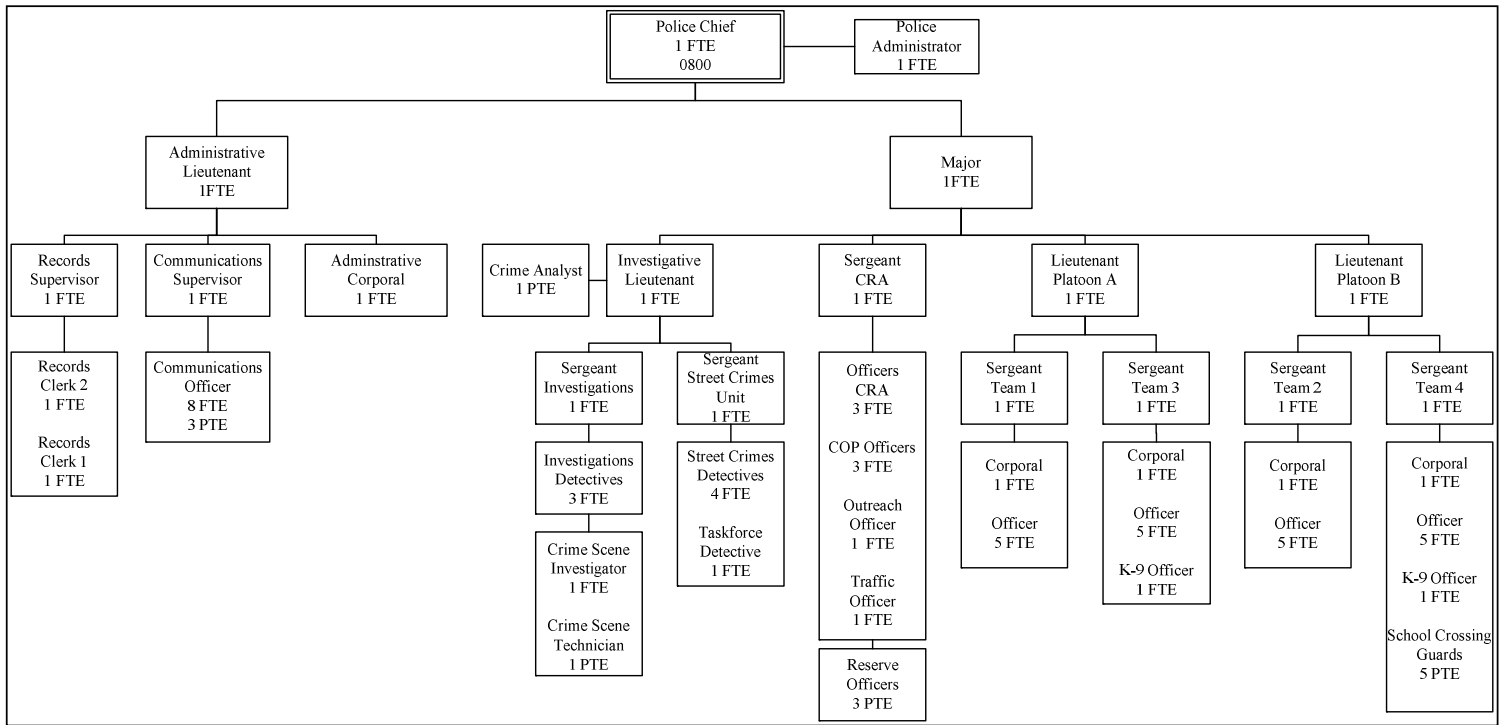 Police Chief
1 FTE
0800
Police
Administrator
1 FTE
Administrative
Lieutenant
1FTE
Major
1FTE
Records
Supervisor
1 FTE
Communications
Supervisor
1 FTE
Adminstrative
Corporal
1 FTE
Crime Analyst
1 PTE
Investigative
Lieutenant
1 FTE
Sergeant
CRA
1 FTE
Lieutenant
Platoon A
1 FTE
Lieutenant
Platoon B
1 FTE
Records
Clerk 2
1 FTE
Records
Clerk 1
1 FTE
Communications
Officer
8 FTE
3 PTE
Sergeant
Investigations
1 FTE
Sergeant
Street Crimes
Unit
1 FTE
Investigations
Detectives
3 FTE
Street Crimes
Detectives
4 FTE
Taskforce
Detective
1 FTE
Crime Scene
Investigator
1 FTE
Crime Scene
Technician
1 PTE
Officers
CRA
3 FTE
COP Officers
3 FTE
Outreach
Officer
1 FTE
Traffic
Officer
1 FTE
Reserve
Officers
3 PTE
Sergeant
Team 1
1 FTE
Sergeant
Team 3
1 FTE
Sergeant
Team 2
1 FTE
Sergeant
Team 4
1 FTE
Corporal
1 FTE
Officer
5 FTE
Corporal
1 FTE
Officer
5 FTE
K-9 Officer
1 FTE
Corporal
1 FTE
Officer
5 FTE
Corporal
1 FTE
Officer
5 FTE
K-9 Officer
1 FTE
School Crossing
Guards
5 PTE